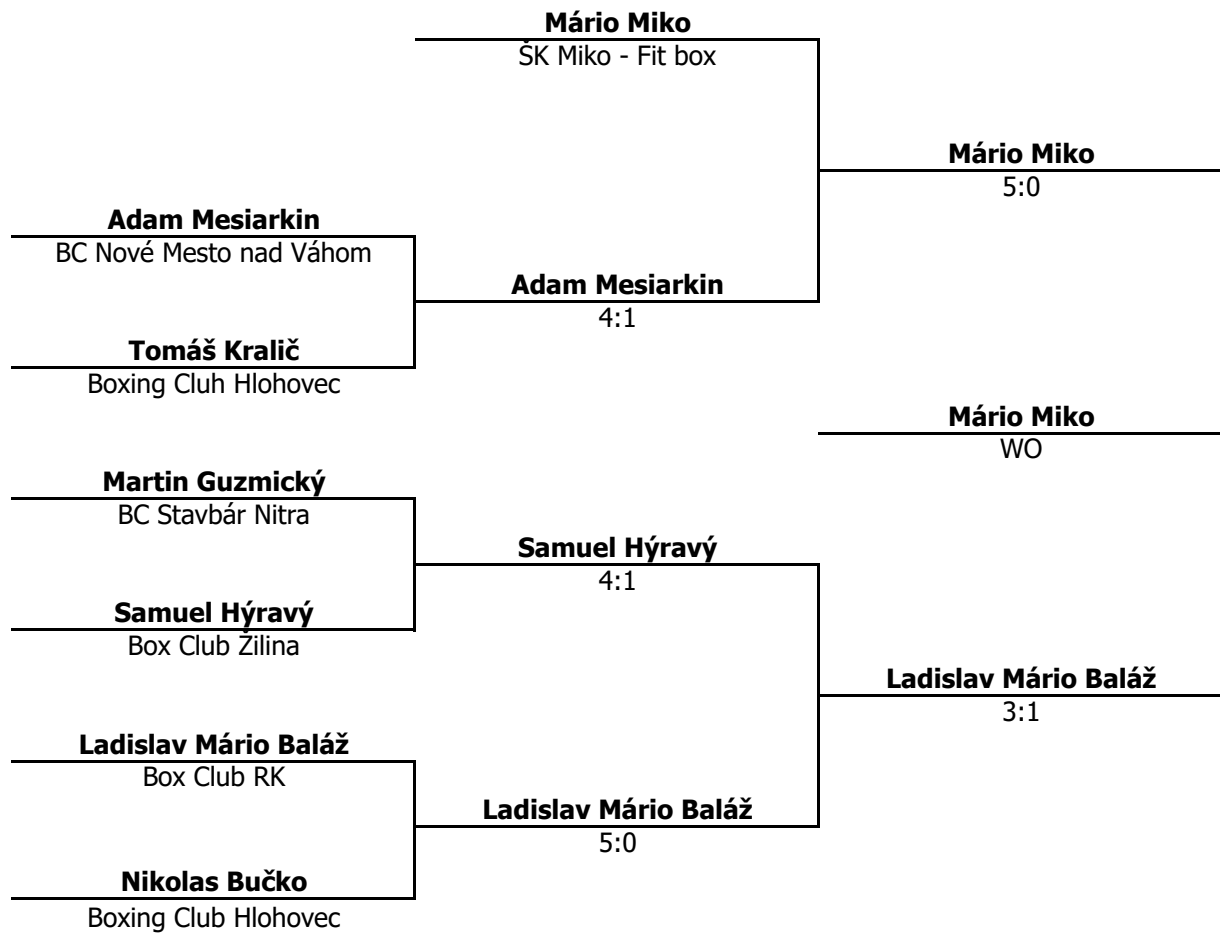 Mário Miko
ŠK Miko - Fit box
Mário Miko
5:0
Adam Mesiarkin
BC Nové Mesto nad Váhom
Adam Mesiarkin
4:1
Tomáš Kralič
Boxing Cluh Hlohovec
Mário Miko
WO
Martin Guzmický
BC Stavbár Nitra
Samuel Hýravý
4:1
Samuel Hýravý
Box Club Žilina
Ladislav Mário Baláž
3:1
Ladislav Mário Baláž
Box Club RK
Ladislav Mário Baláž
5:0
Nikolas Bučko
Boxing Club Hlohovec